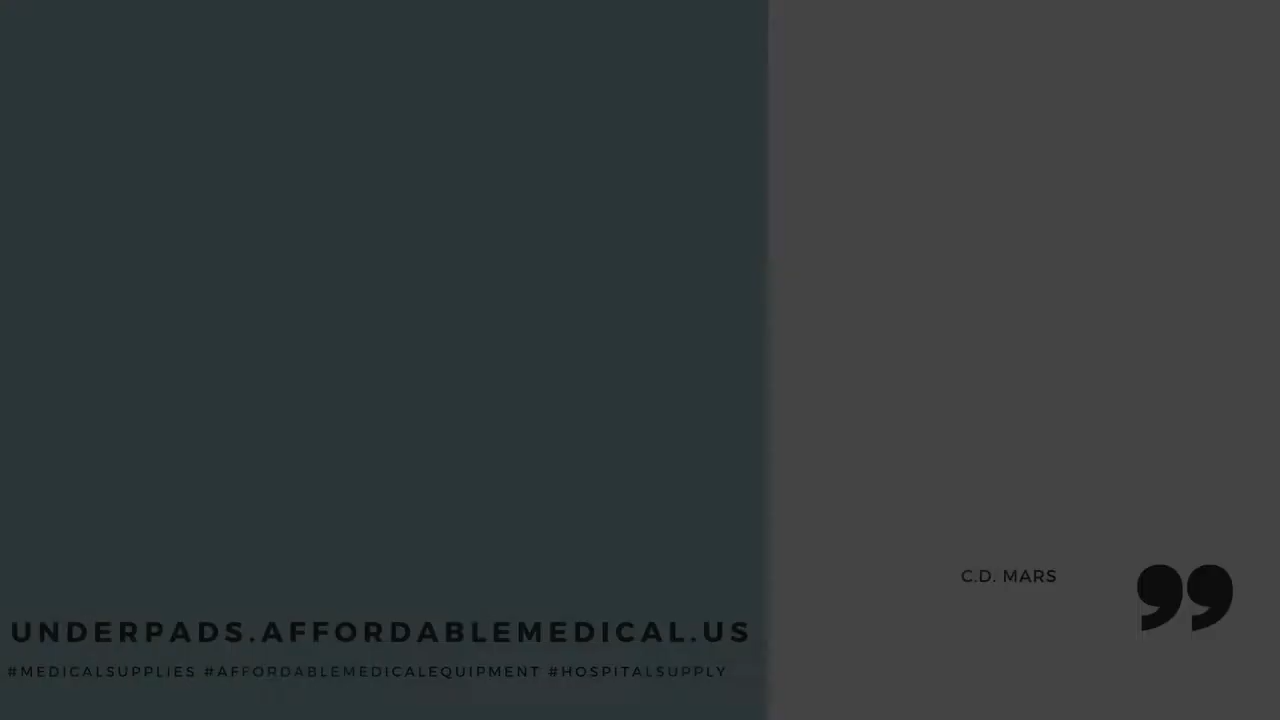 UNDERPADS.AFFORDABLEMEDICAL.US
#MEDICALSUPPLIES #AFFORDABLEMEDICALEQUIPMENT #HOSPITALSUPPLY
C.D. MARS
”